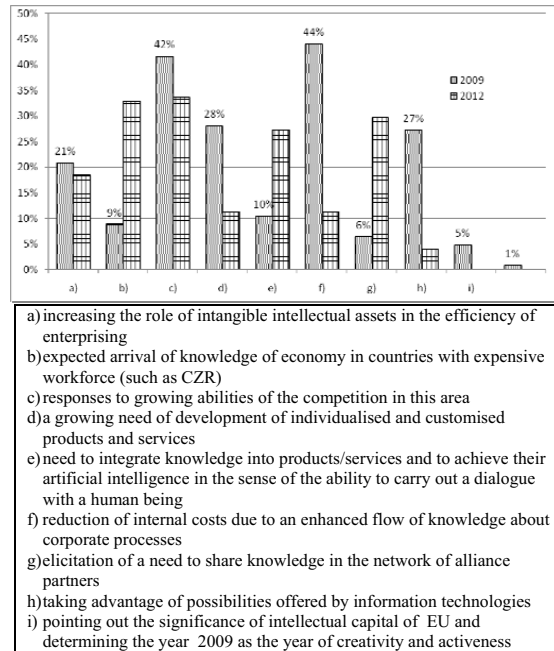 50%
45%
40%
35%
30%
25%
20%
15%
10%
5%
0%
21%
9%
42%
28%
10%
44%
6%
27%
5%
1%
2009
2012
a) b) c) d) e) f) g) h) i)
a) increasing the role of intangible intellectual assets in the efficiency of
enterprising
b) expected arrival of knowledge of economy in countries with expensive
workforce (such as CZR)
c) responses to growing abilities of the competition in this area
d) a growing need of development of individualised and customised
products and services
e) need to integrate knowledge into products/services and to achieve their
artificial intelligence in the sense of the ability to carry out a dialogue
with a human being
f) reduction of internal costs due to an enhanced flow of knowledge about
corporate processes
g) elicitation of a need to share knowledge in the network of alliance
partners
h) taking advantage of possibilities offered by information technologies
i) pointing out the significance of intellectual capital of EU and
determining the year 2009 as the year of creativity and activeness